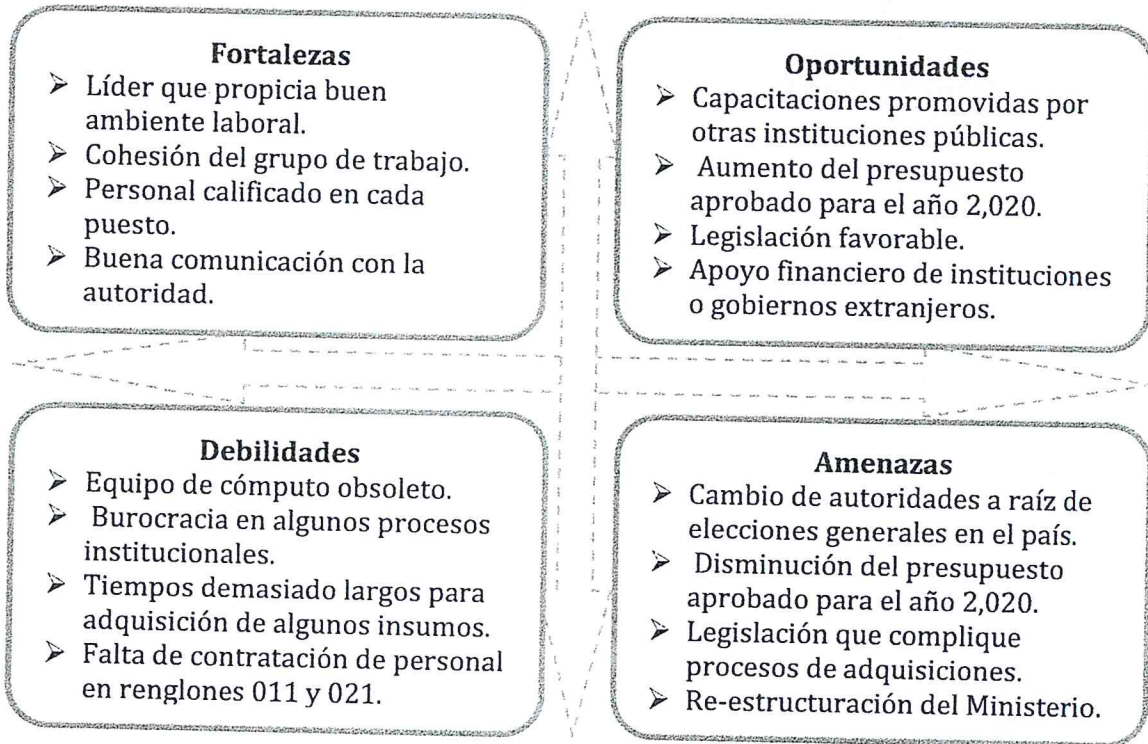 Fortalezas
➢ Líder que propicia buen
ambiente laboral.
➢ Cohesión del grupo de trabajo.
➢ Personal calificado en cada
puesto.
➢ Buena comunicación con la
autoridad.
Oportunidades
➢ Capacitaciones promovidas por
otras instituciones públicas.
➢ Aumento del presupuesto
aprobado para el año 2,020.
➢ Legislación favorable.
➢ Apoyo financiero de instituciones
o gobiernos extranjeros.
Debilidades
➢ Equipo de cómputo obsoleto.
➢ Burocracia en algunos procesos
institucionales.
➢ Tiempos demasiado largos para
adquisición de algunos insumos.
➢ Falta de contratación de personal
en renglones 011 y 021.
Amenazas
➢ Cambio de autoridades a raíz de
elecciones generales en el país.
➢ Disminución del presupuesto
aprobado para el año 2,020.
➢ Legislación que complique
procesos de adquisiciones.
➢ Re-estructuración del Ministerio.